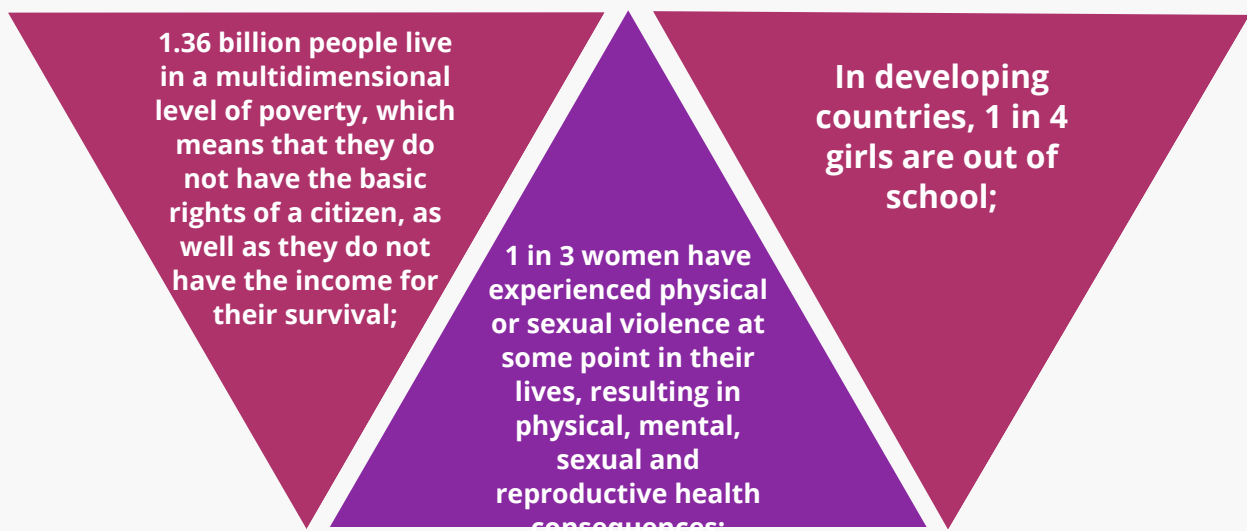 1.36 billion people live
in a multidimensional
level of poverty, which
means that they do
not have the basic
rights of a citizen, as
well as they do not
have the income for
their survival;
1 in 3 women have
experienced physical
or sexual violence at
some point in their
lives, resulting in
physical, mental,
sexual and
reproductive health
consequences;
In developing
countries, 1 in 4
girls are out of
school;